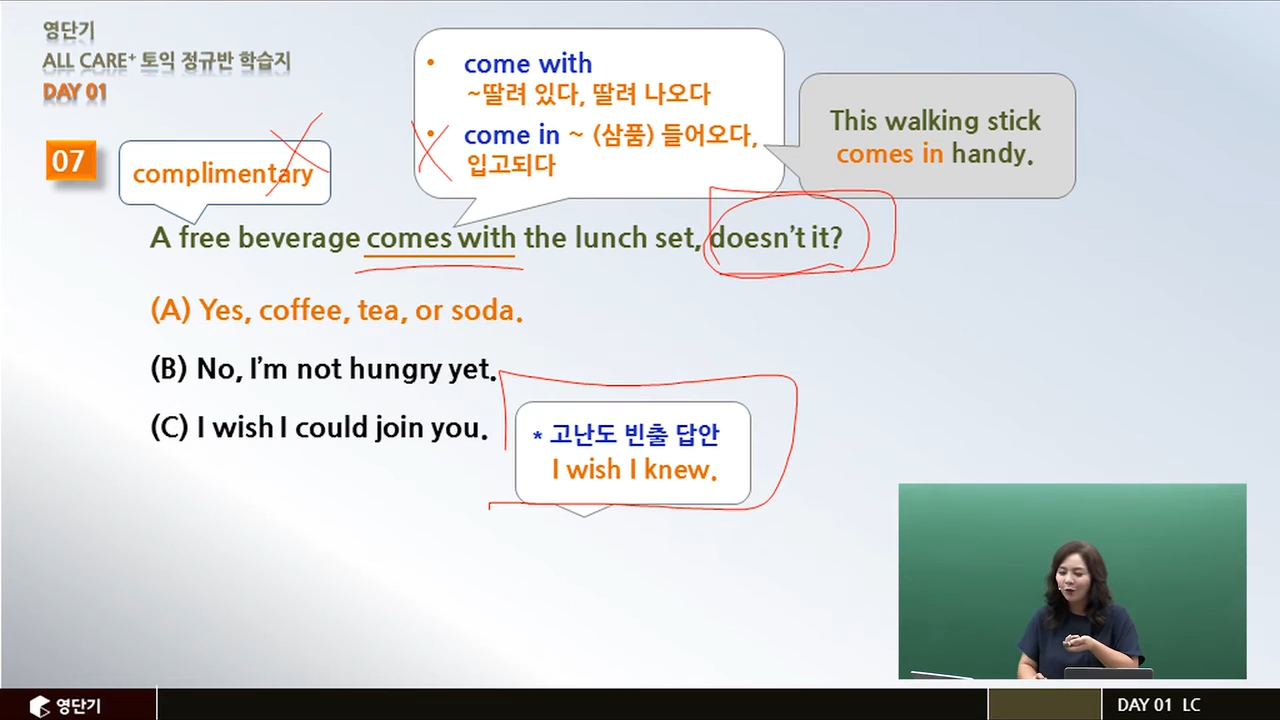 영단기
ALL CARE⁺ 토익 정규반 학습지
DAY 01
• come with
~딸려 있다, 딸려 나오다
• come in ~ (상품) 들어오다,
입고되다
This walking stick
comes in handy.
07
complimentary
A free beverage comes with the lunch set, doesn't it?
(A) Yes, coffee, tea, or soda.
(B) No, I'm not hungry yet.
(C) I wish I could join you.
* 고난도 빈출 답안
I wish I knew.
영단기
DAY 01 LC